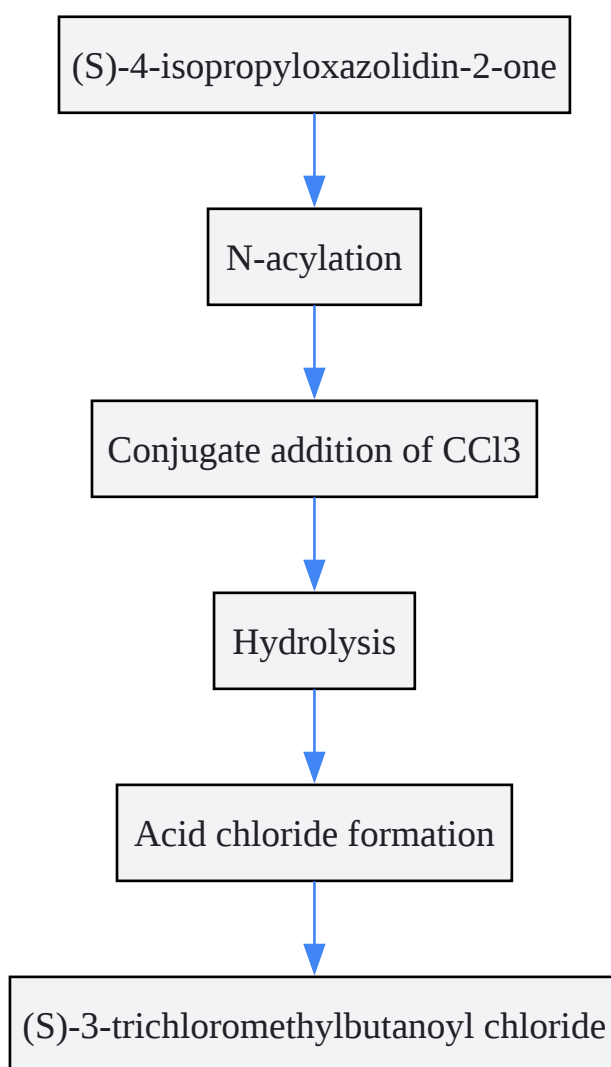 (S)-4-isopropyloxazolidin-2-one
N-acylation
Conjugate addition of CCl3
Hydrolysis
Acid chloride formation
(S)-3-trichloromethylbutanoyl chloride